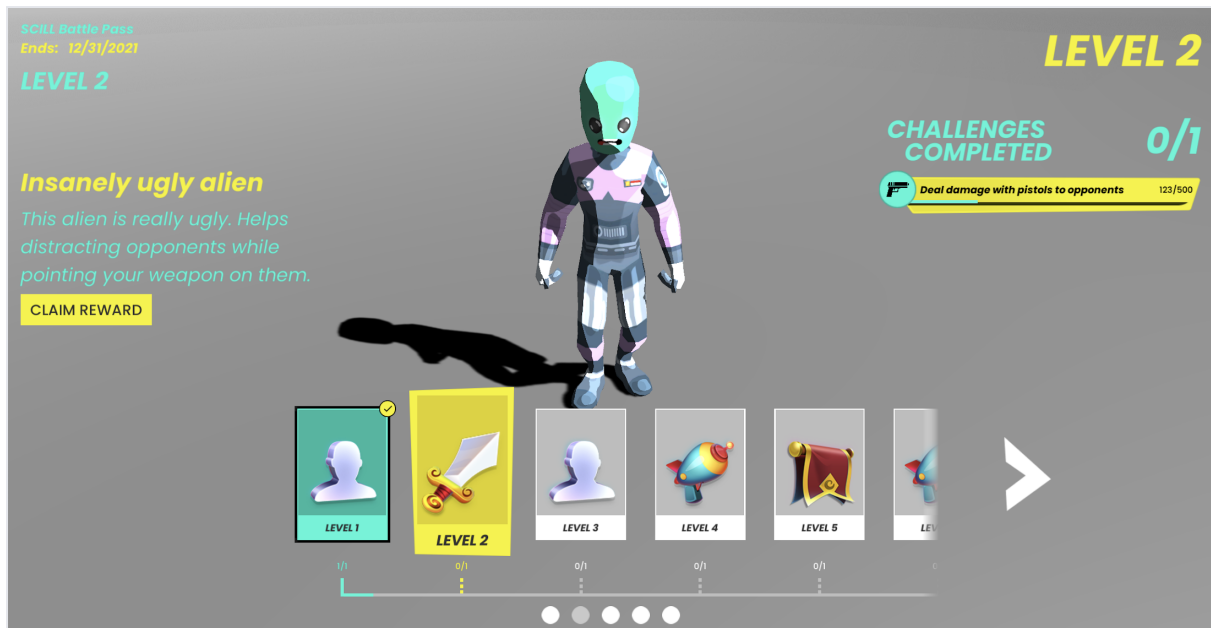 SCILL Battle Pass
Ends: 12/31/2021
LEVEL 2
LEVEL 2
CHALLENGES
COMPLETED
0/1
Deal damage with pistols to opponents
123/500
Insanely ugly alien
This alien is really ugly. Helps
distracting opponents while
pointing your weapon on them.
CLAIM REWARD
LEVEL 1
LEVEL 2
LEVEL 3
LEVEL 4
LEVEL 5
1/1
0/1
0/1
0/1
0/1